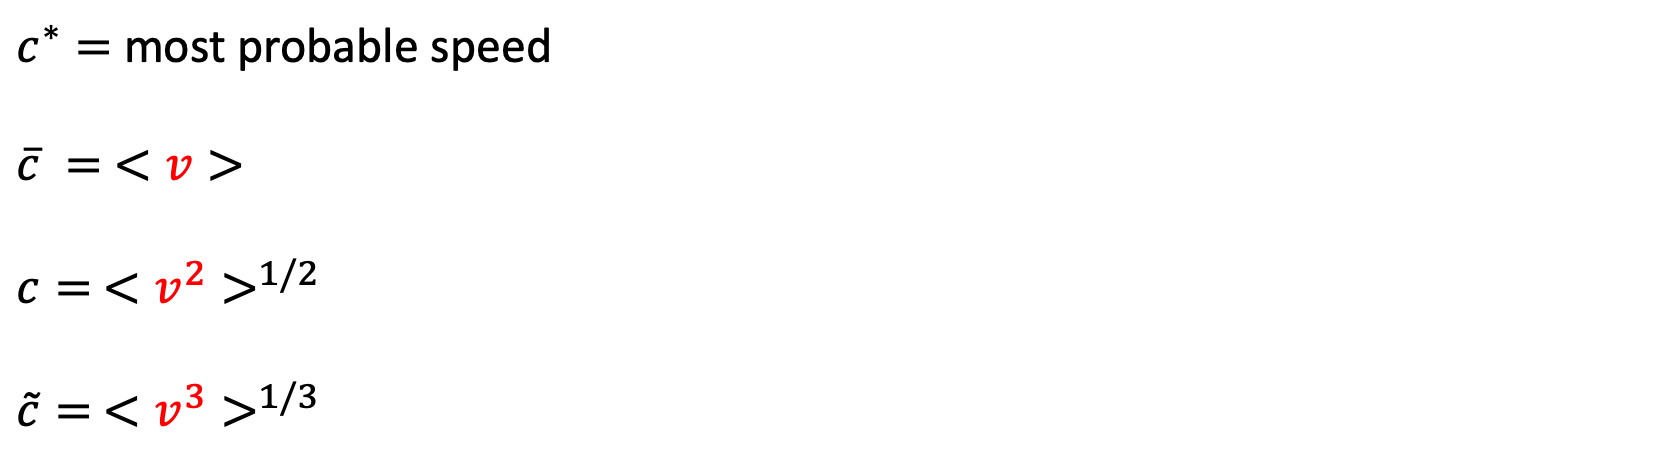 c* = most probable speed
c̄ = < v >
c = < v² >¹/²
c̃ = < v³ >¹/³